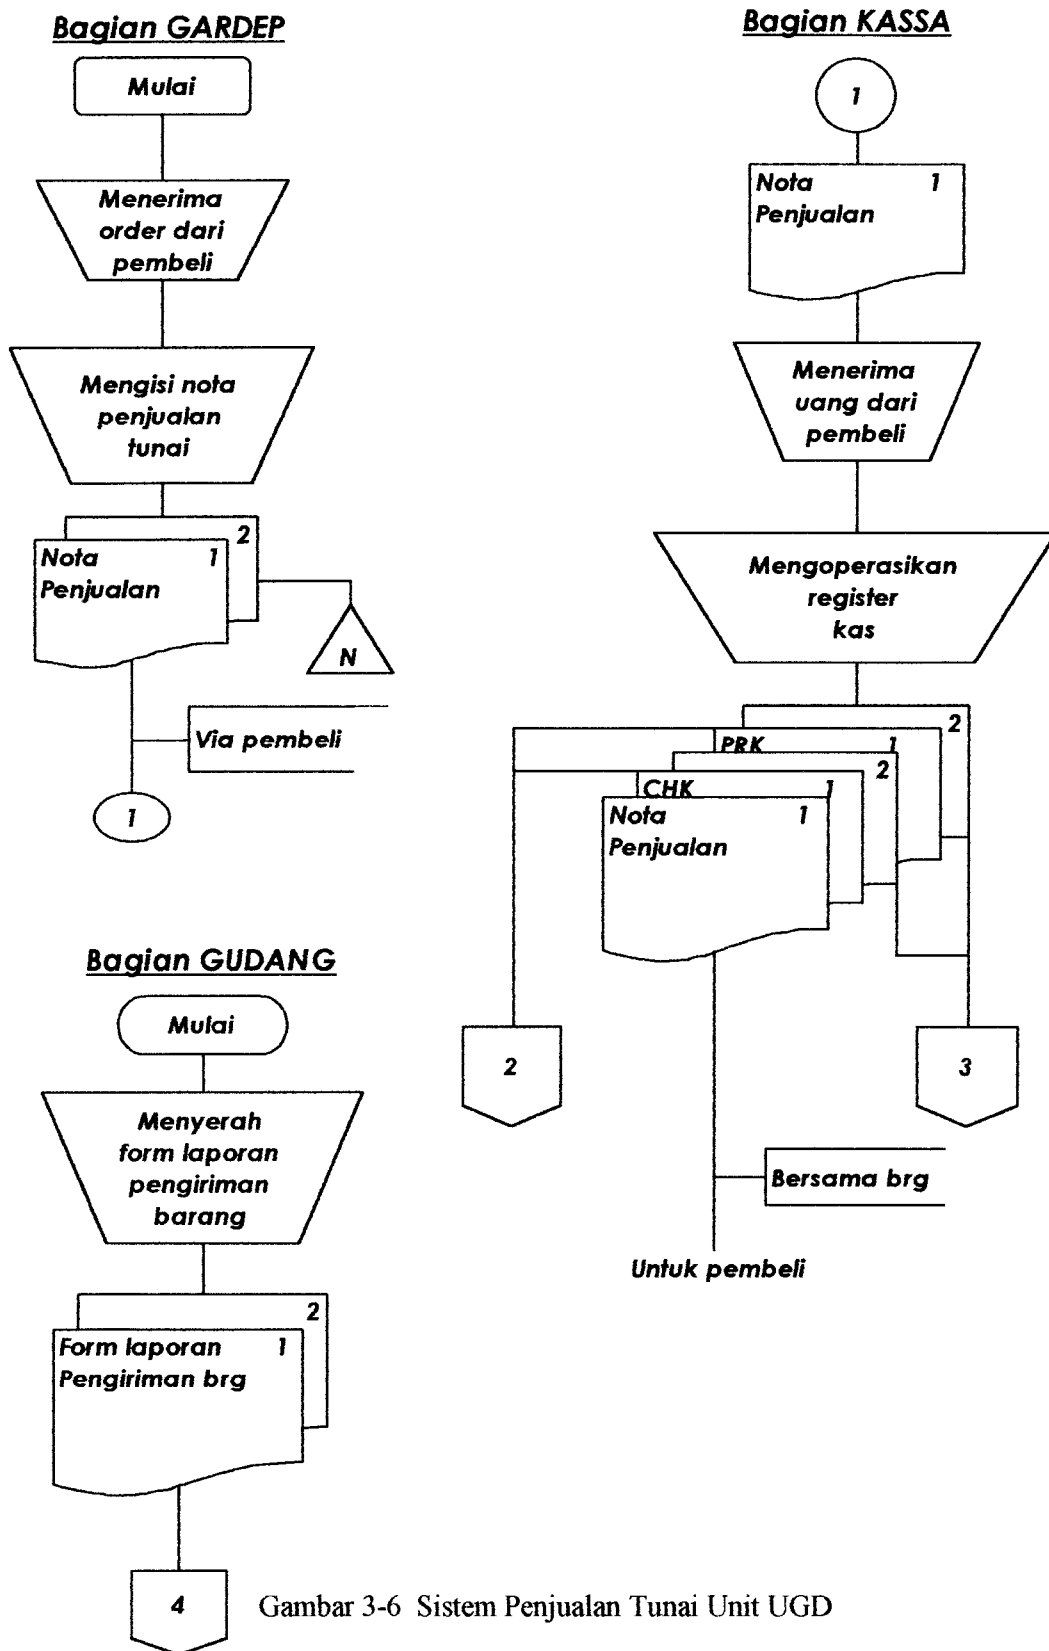 Bagian GARDEP
Mulai
Menerima
order dari
pembeli
Mengisi nota
penjualan
tunai
2
Nota 1
Penjualan
N
Via pembeli
1
Bagian GUDANG
Mulai
Menyerah
form laporan
pengiriman
barang
2
Form laporan 1
Pengiriman brg
4
Bagian KASSA
1
Nota 1
Penjualan
Menerima
uang dari
pembeli
Mengoperasikan
register
kas
2
PRK 1
2
CHK 1
Nota 1
Penjualan
2
3
Bersama brg
Untuk pembeli
Gambar 3-6 Sistem Penjualan Tunai Unit UGD